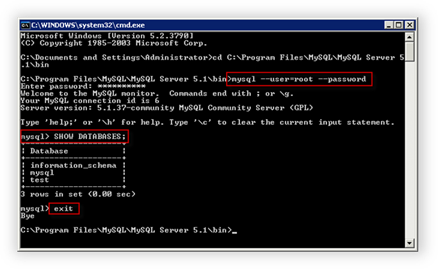 C:\WINDOWS\system32\cmd.exe
Microsoft Windows [Version 5.2.3790]
(C) Copyright 1985-2003 Microsoft Corp.
C:\Documents and Settings\Administrator>cd C:\Program Files\MySQL\MySQL Server 5
.1\bin
C:\Program Files\MySQL\MySQL Server 5.1\bin>mysql --user=root --password
Enter password: **********
Welcome to the MySQL monitor.  Commands end with ; or \g.
Your MySQL connection id is 6
Server version: 5.1.37-community MySQL Community Server (GPL)
Type 'help;' or '\h' for help. Type '\c' to clear the current input statement.
mysql> SHOW DATABASES;
+--------------------+
| Database           |
+--------------------+
| information_schema |
| mysql              |
| test               |
+--------------------+
3 rows in set (0.00 sec)
mysql> exit
Bye
C:\Program Files\MySQL\MySQL Server 5.1\bin>_